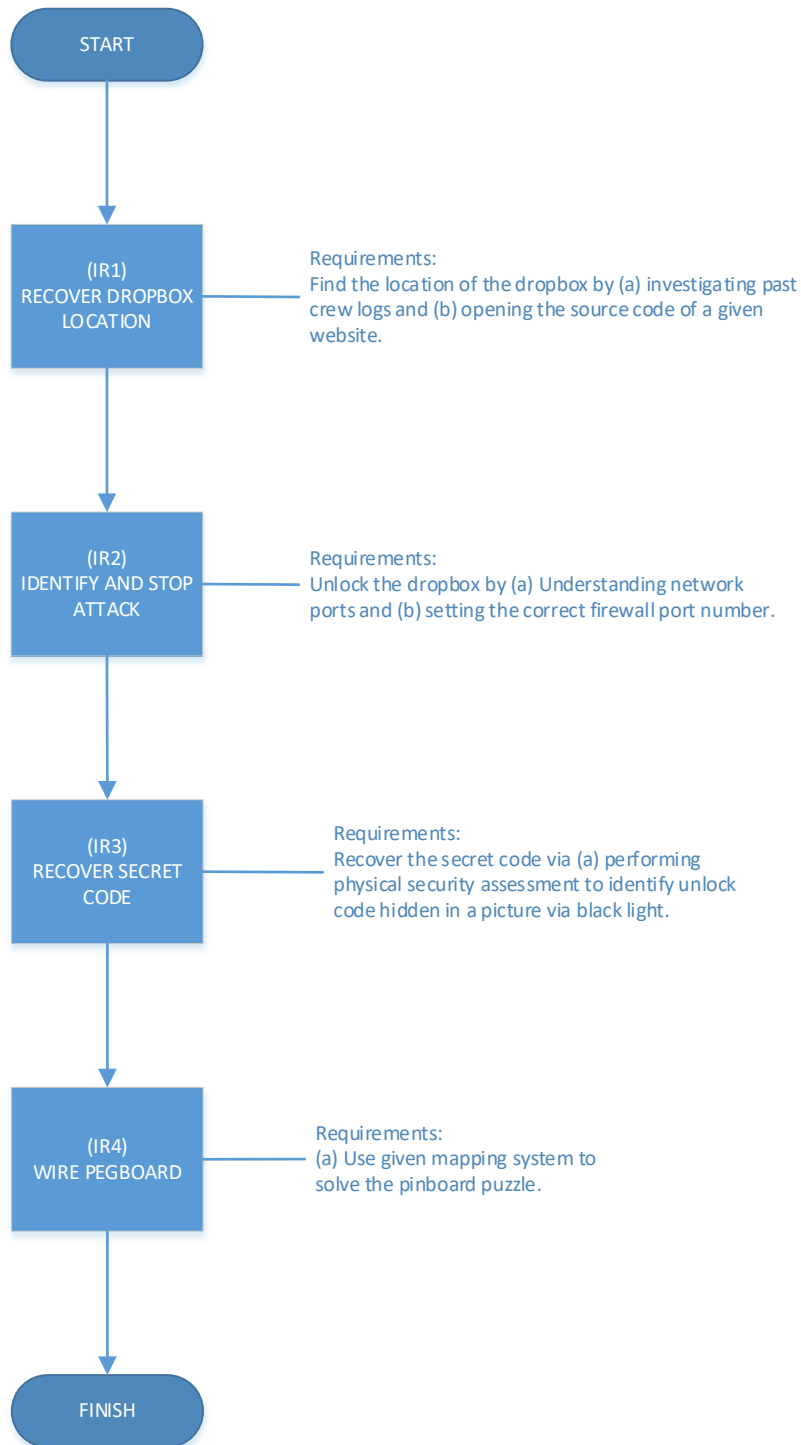 START
(IR1)
RECOVER DROPBOX
LOCATION
Requirements:
Find the location of the dropbox by (a) investigating past
crew logs and (b) opening the source code of a given
website.
(IR2)
IDENTIFY AND STOP
ATTACK
Requirements:
Unlock the dropbox by (a) Understanding network
ports and (b) setting the correct firewall port number.
(IR3)
RECOVER SECRET
CODE
Requirements:
Recover the secret code via (a) performing
physical security assessment to identify unlock
code hidden in a picture via black light.
(IR4)
WIRE PEGBOARD
Requirements:
(a) Use given mapping system to
solve the pinboard puzzle.
FINISH